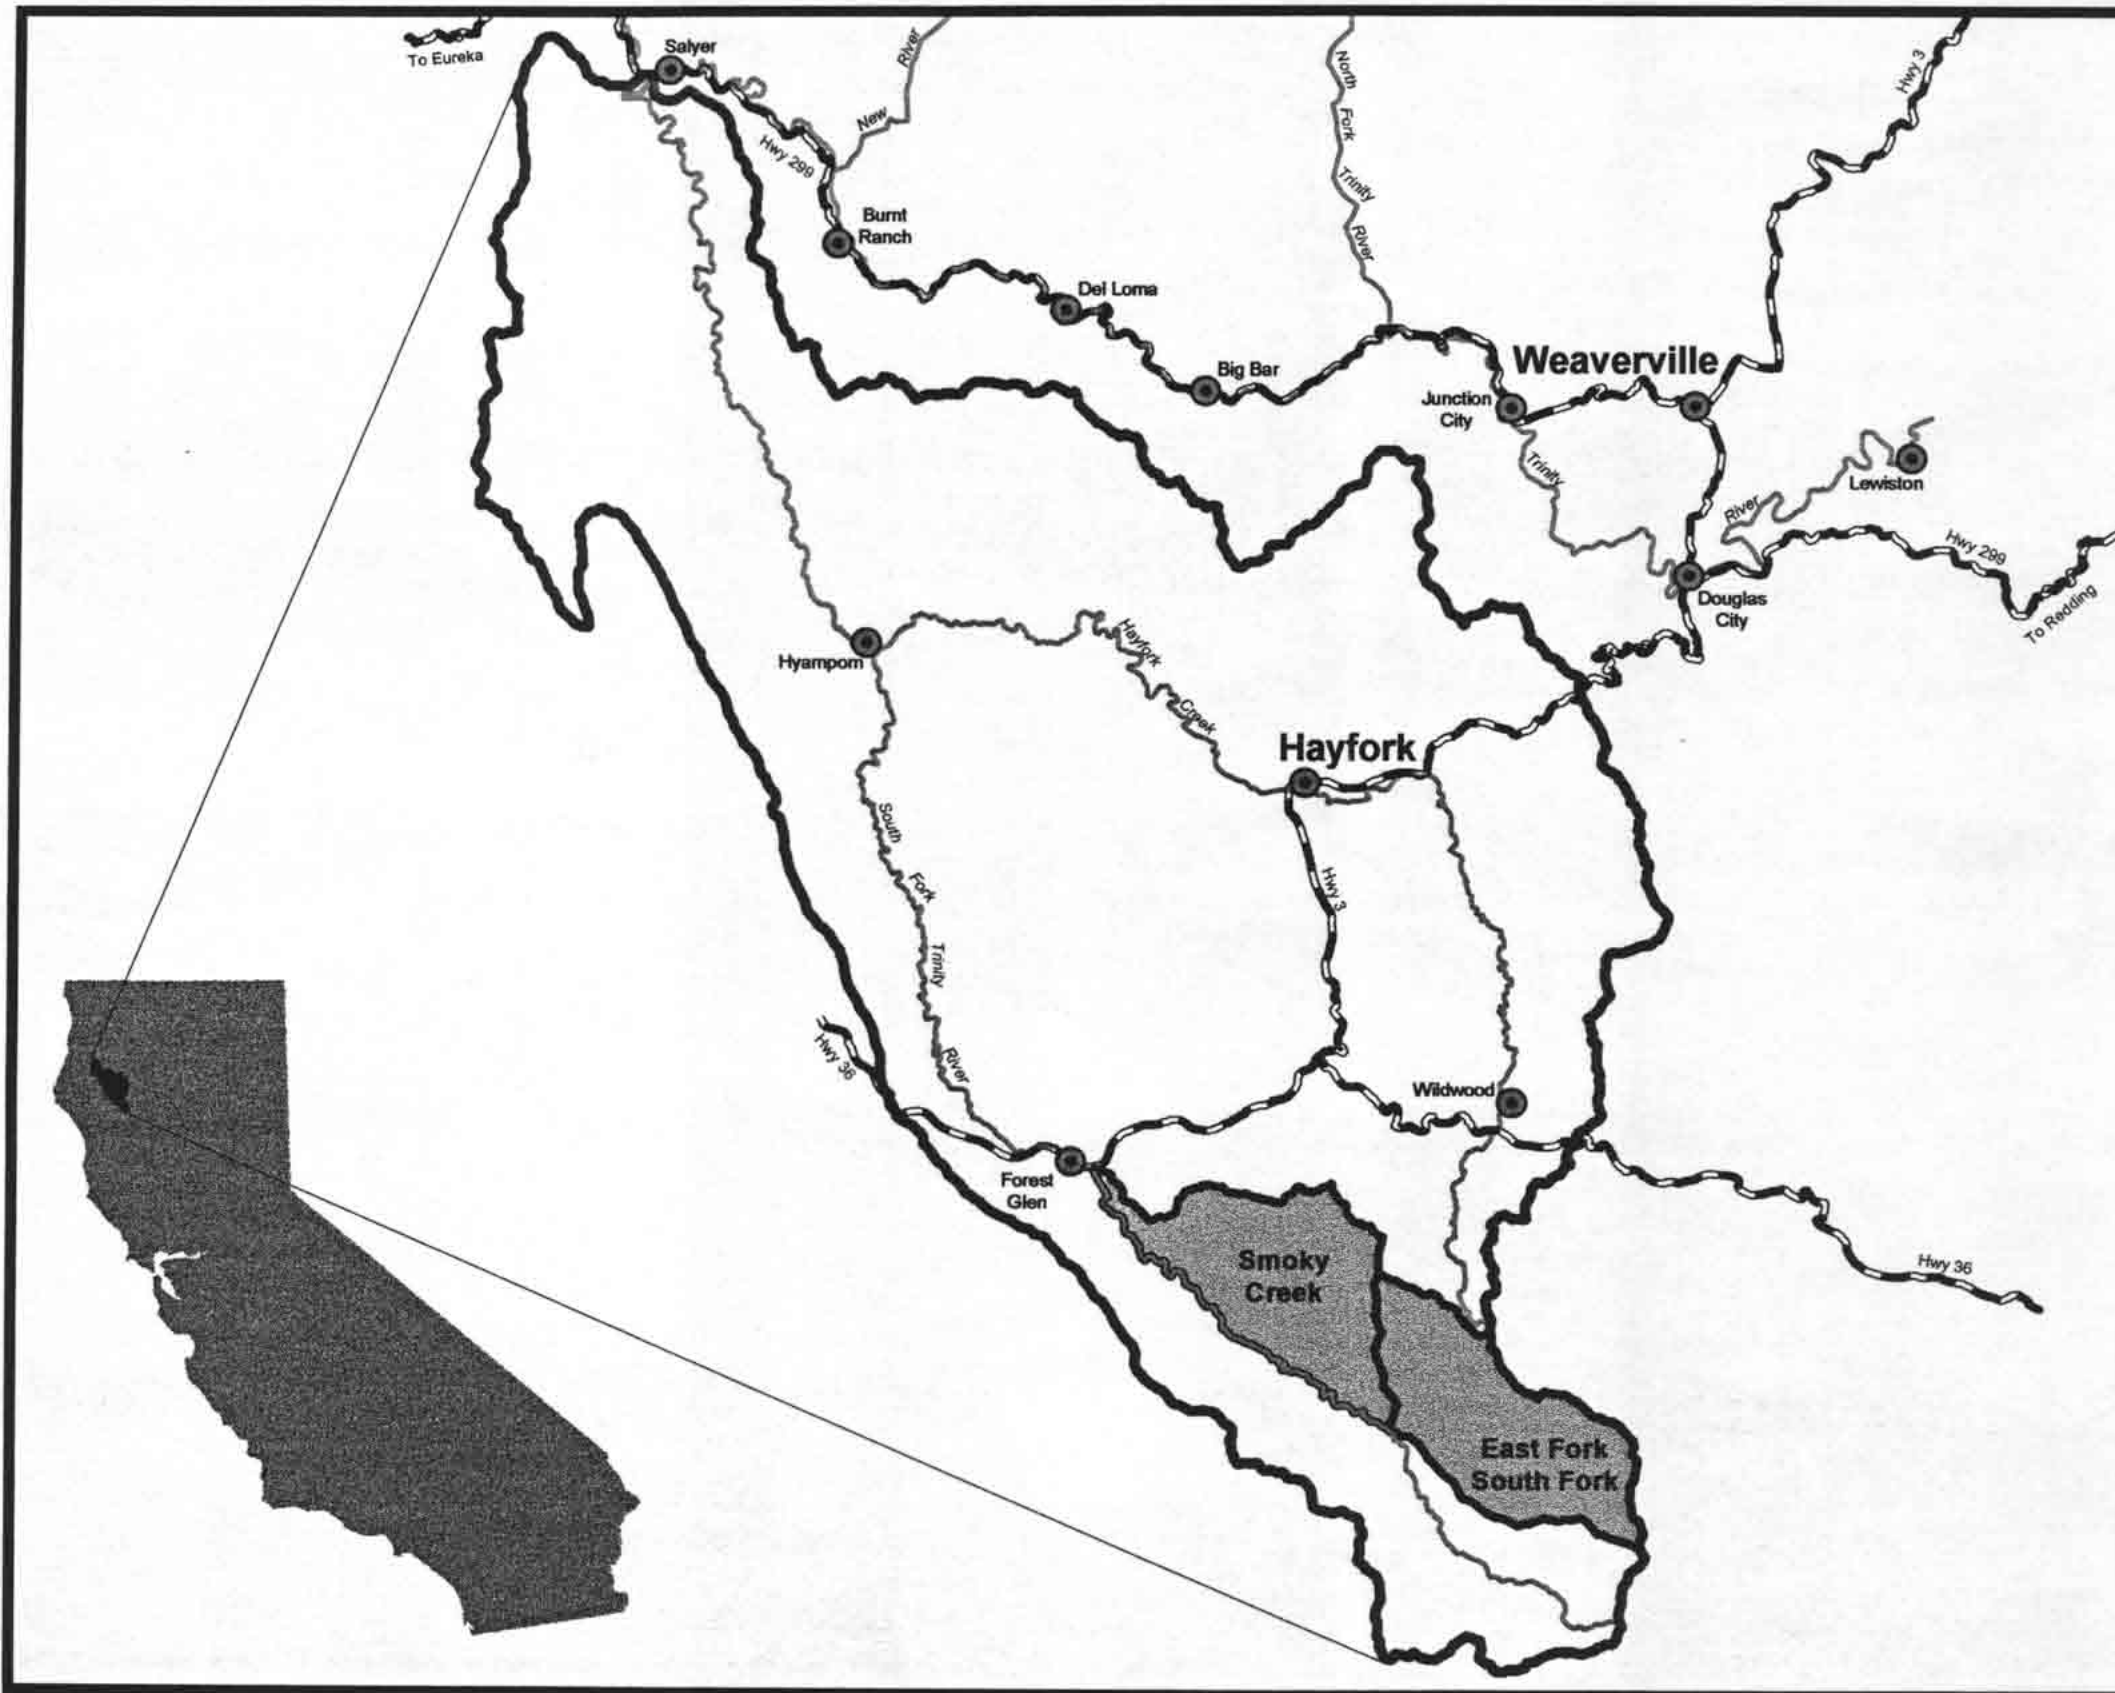 To Eureka
Salyer
New
River
Hwy 299
North
Fork
Trinity
River
Hwy 3
Burnt
Ranch
Del Loma
Big Bar
Weaverville
Junction
City
Trinity
River
Lewiston
Hwy 299
To Redding
Douglas
City
Hyampom
Hayfork
Creek
Hayfork
South
Fork
Trinity
River
Hwy 3
Hwy 36
Wildwood
Forest
Glen
Smoky
Creek
Hwy 36
East Fork
South Fork